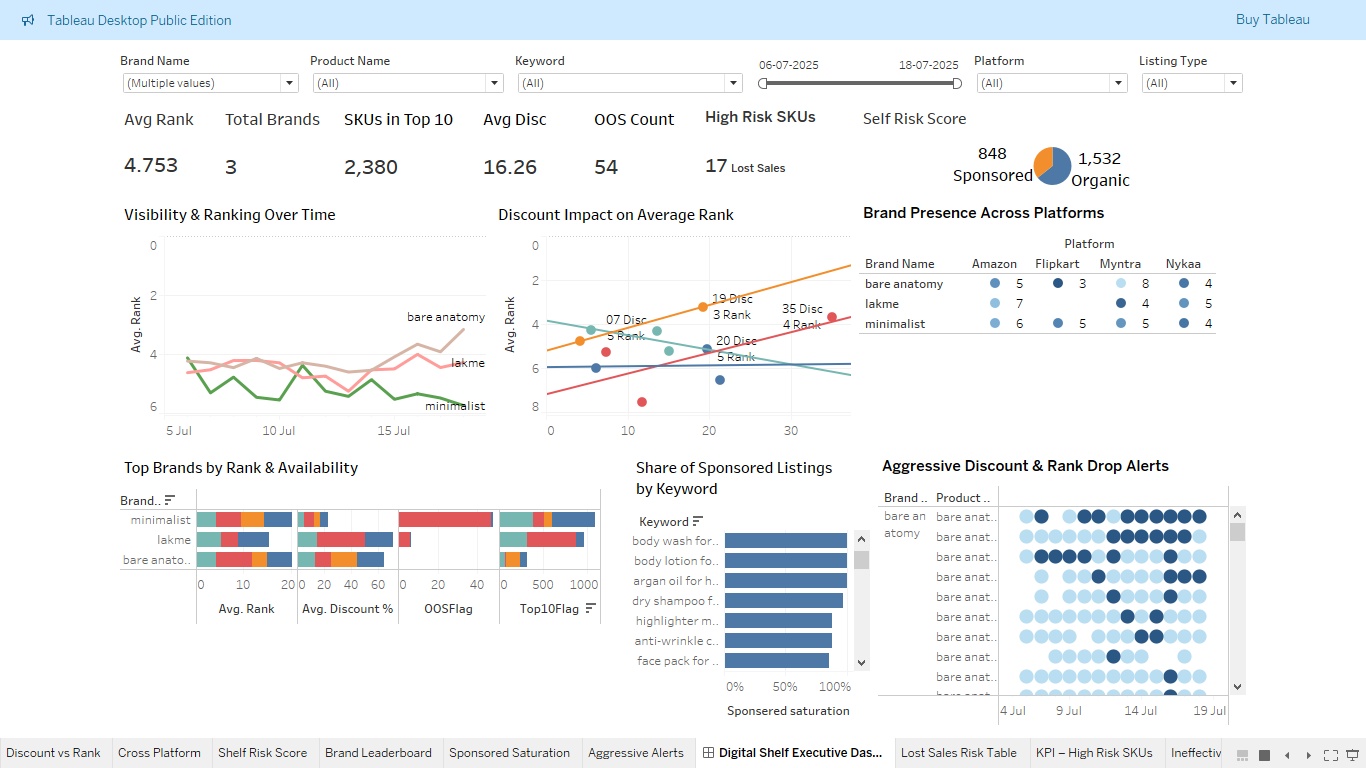 Tableau Desktop Public Edition
Buy Tableau
Brand Name
Product Name
Keyword
06-07-2025
18-07-2025
Platform
Listing Type
(Multiple values)
(All)
(All)
(All)
(All)
Avg Rank
Total Brands
SKUs in Top 10
Avg Disc
OOS Count
High Risk SKUs
Self Risk Score
4.753
3
2,380
16.26
54
17 Lost Sales
848
Sponsored
1,532
Organic
Visibility & Ranking Over Time
Avg. Rank
0
2
4
6
bare anatomy
lakme
minimalist
5 Jul
10 Jul
15 Jul
Discount Impact on Average Rank
Avg. Rank
0
2
4
6
8
19 Disc
3 Rank
07 Disc
5 Rank
35 Disc
4 Rank
20 Disc
5 Rank
0
10
20
30
Brand Presence Across Platforms
Platform
Brand Name Amazon Flipkart Myntra Nykaa
bare anatomy 5 3 8 4
lakme 7 4 5
minimalist 6 5 5 4
Top Brands by Rank & Availability
Brand..
minimalist
lakme
bare anato..
0 10 20
0 20 40 60
0 20 40
0 500 1000
Avg. Rank
Avg. Discount %
OOSFlag
Top10Flag
Share of Sponsored Listings
by Keyword
Keyword
body wash for..
body lotion fo..
argan oil for h..
dry shampoo f..
highlighter m..
anti-wrinkle c..
face pack for ..
0% 50% 100%
Sponsered saturation
Aggressive Discount & Rank Drop Alerts
Brand .. Product ..
bare an
atomy
bare anat..
bare anat..
bare anat..
bare anat..
bare anat..
bare anat..
bare anat..
bare anat..
bare anat..
bare anat..
4 Jul 9 Jul 14 Jul 19 Jul
Discount vs Rank
Cross Platform
Shelf Risk Score
Brand Leaderboard
Sponsored Saturation
Aggressive Alerts
Digital Shelf Executive Das...
Lost Sales Risk Table
KPI – High Risk SKUs
Ineffectiv